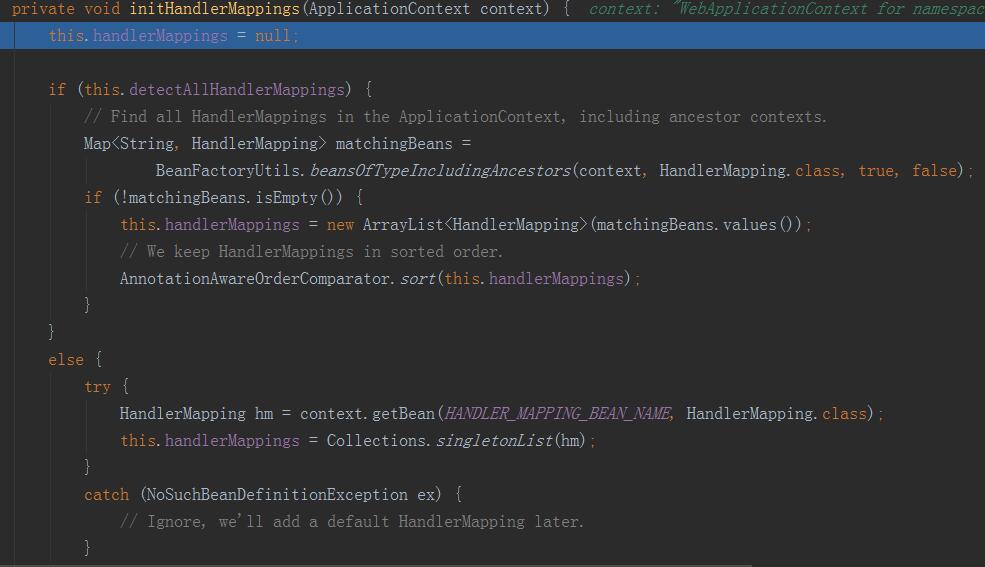 private void initHandlerMappings(ApplicationContext context) {  context: "WebApplicationContext for namespac
this.handlerMappings = null;
if (this.detectAllHandlerMappings) {
// Find all HandlerMappings in the ApplicationContext, including ancestor contexts.
Map<String, HandlerMapping> matchingBeans =
BeanFactoryUtils.beansOfTypeIncludingAncestors(context, HandlerMapping.class, true, false);
if (!matchingBeans.isEmpty()) {
this.handlerMappings = new ArrayList<HandlerMapping>(matchingBeans.values());
// We keep HandlerMappings in sorted order.
AnnotationAwareOrderComparator.sort(this.handlerMappings);
}
}
else {
try {
HandlerMapping hm = context.getBean(HANDLER_MAPPING_BEAN_NAME, HandlerMapping.class);
this.handlerMappings = Collections.singletonList(hm);
}
catch (NoSuchBeanDefinitionException ex) {
// Ignore, we'll add a default HandlerMapping later.
}